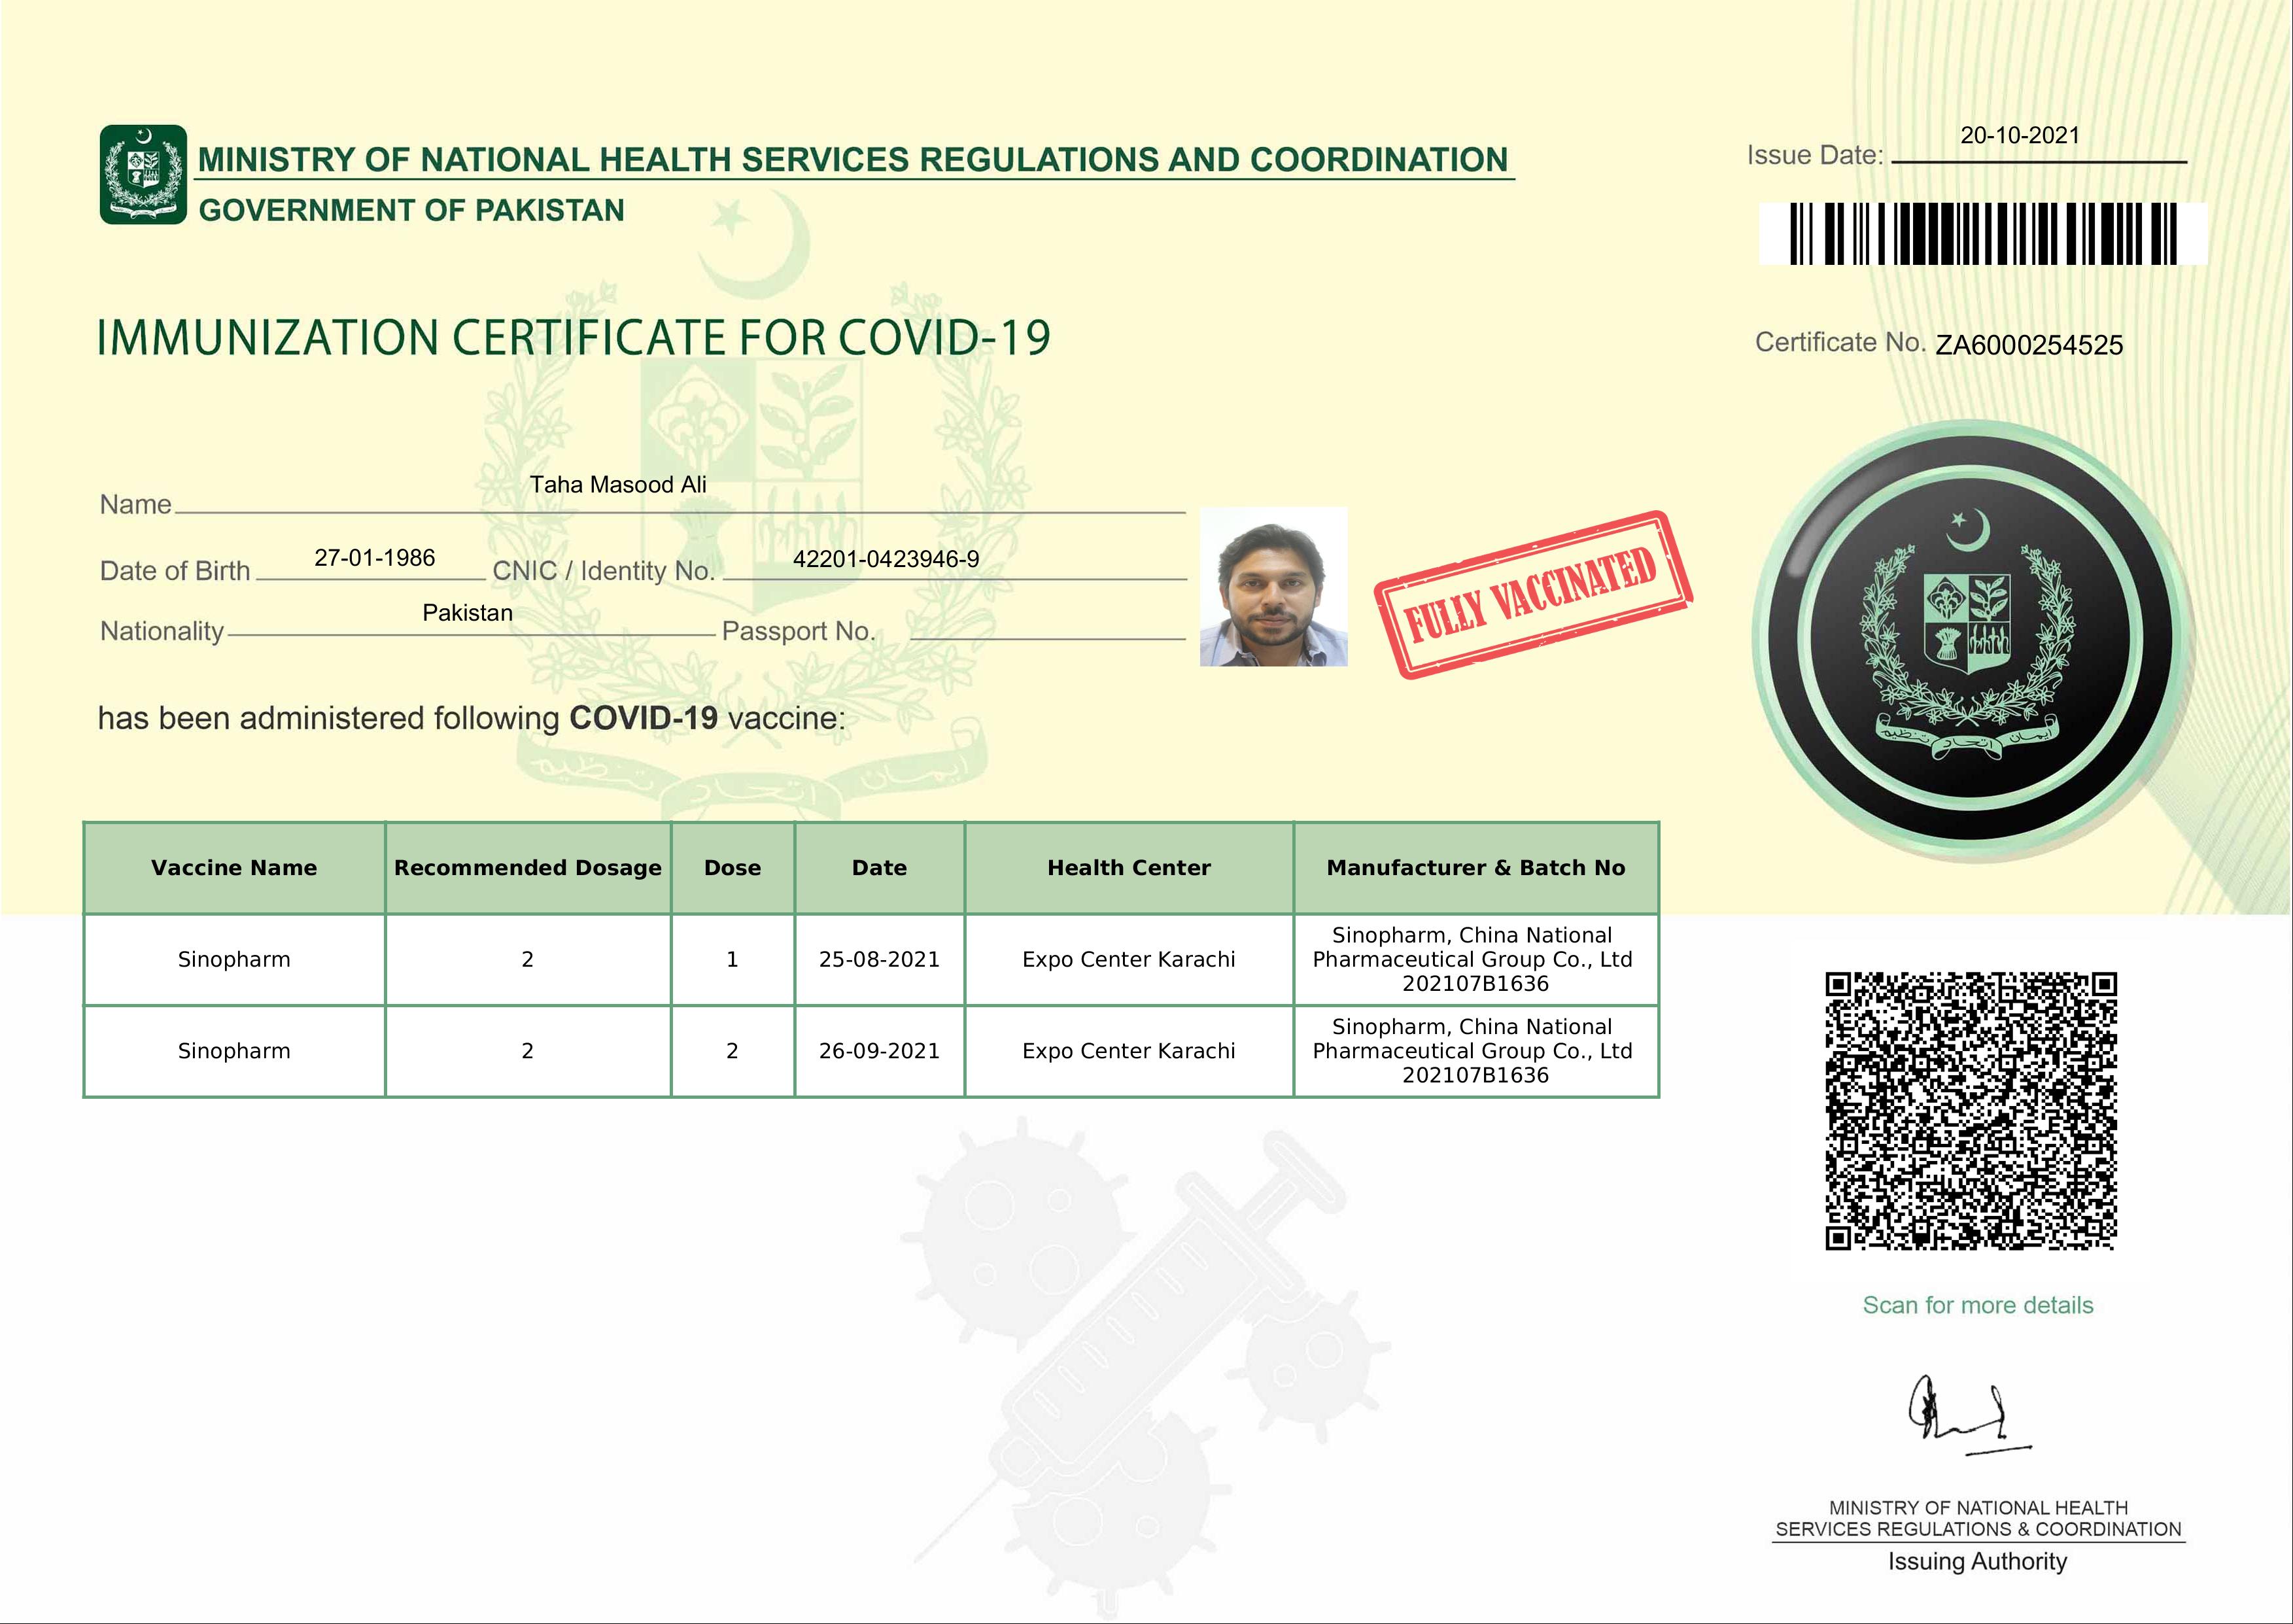 MINISTRY OF NATIONAL HEALTH SERVICES REGULATIONS AND COORDINATION
GOVERNMENT OF PAKISTAN
Issue Date: 20-10-2021
IMMUNIZATION CERTIFICATE FOR COVID-19
Certificate No. ZA6000254525
Name Taha Masood Ali
Date of Birth 27-01-1986 CNIC / Identity No. 42201-0423946-9
Nationality Pakistan Passport No.
FULLY VACCINATED
has been administered following COVID-19 vaccine:
ایمان اتحاد تنظیم
Vaccine Name Recommended Dosage Dose Date Health Center Manufacturer & Batch No
Sinopharm 2 1 25-08-2021 Expo Center Karachi Sinopharm, China National
Pharmaceutical Group Co., Ltd
202107B1636
Sinopharm 2 2 26-09-2021 Expo Center Karachi Sinopharm, China National
Pharmaceutical Group Co., Ltd
202107B1636
Scan for more details
MINISTRY OF NATIONAL HEALTH
SERVICES REGULATIONS & COORDINATION
Issuing Authority